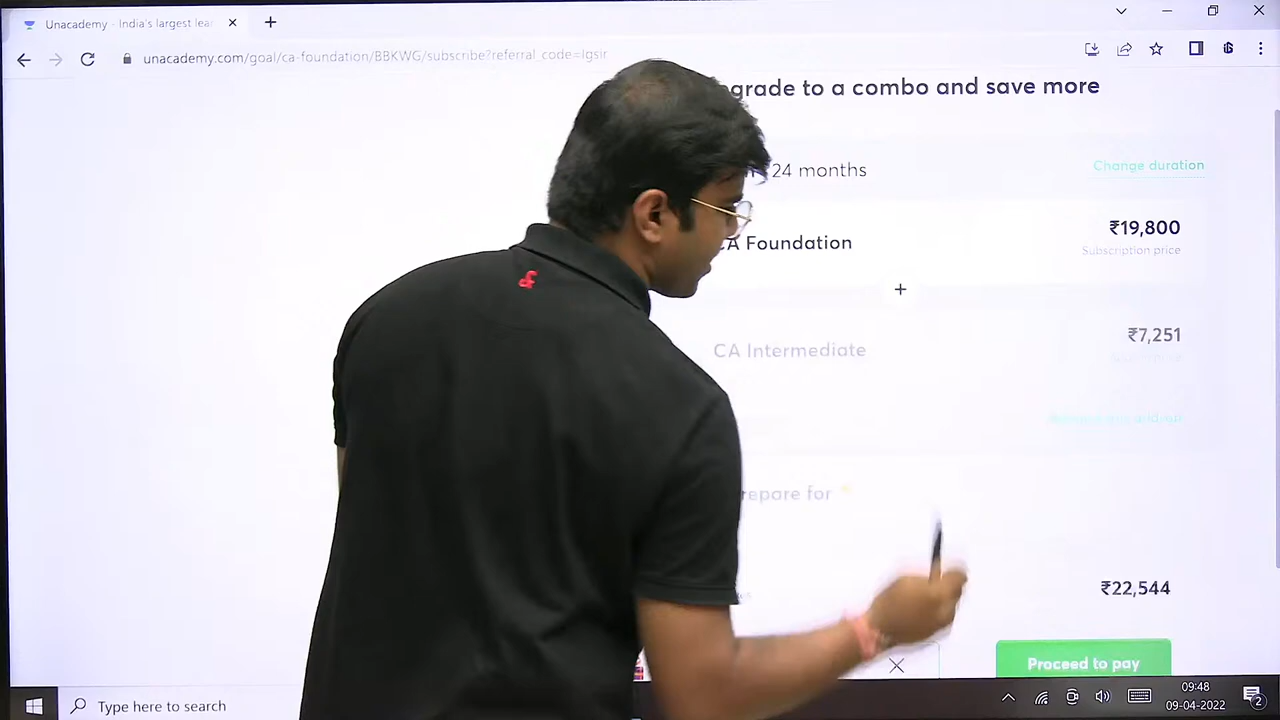 Unacademy - India's largest lea
unacademy.com/goal/ca-foundation/BBKWG/subscribe?referral_code=lgsir
grade to a combo and save more
24 months
Change duration
CA Foundation
₹19,800
Subscription price
+
CA Intermediate
₹7,251
repare for
₹22,544
Proceed to pay
Type here to search
09:48
09-04-2022
2